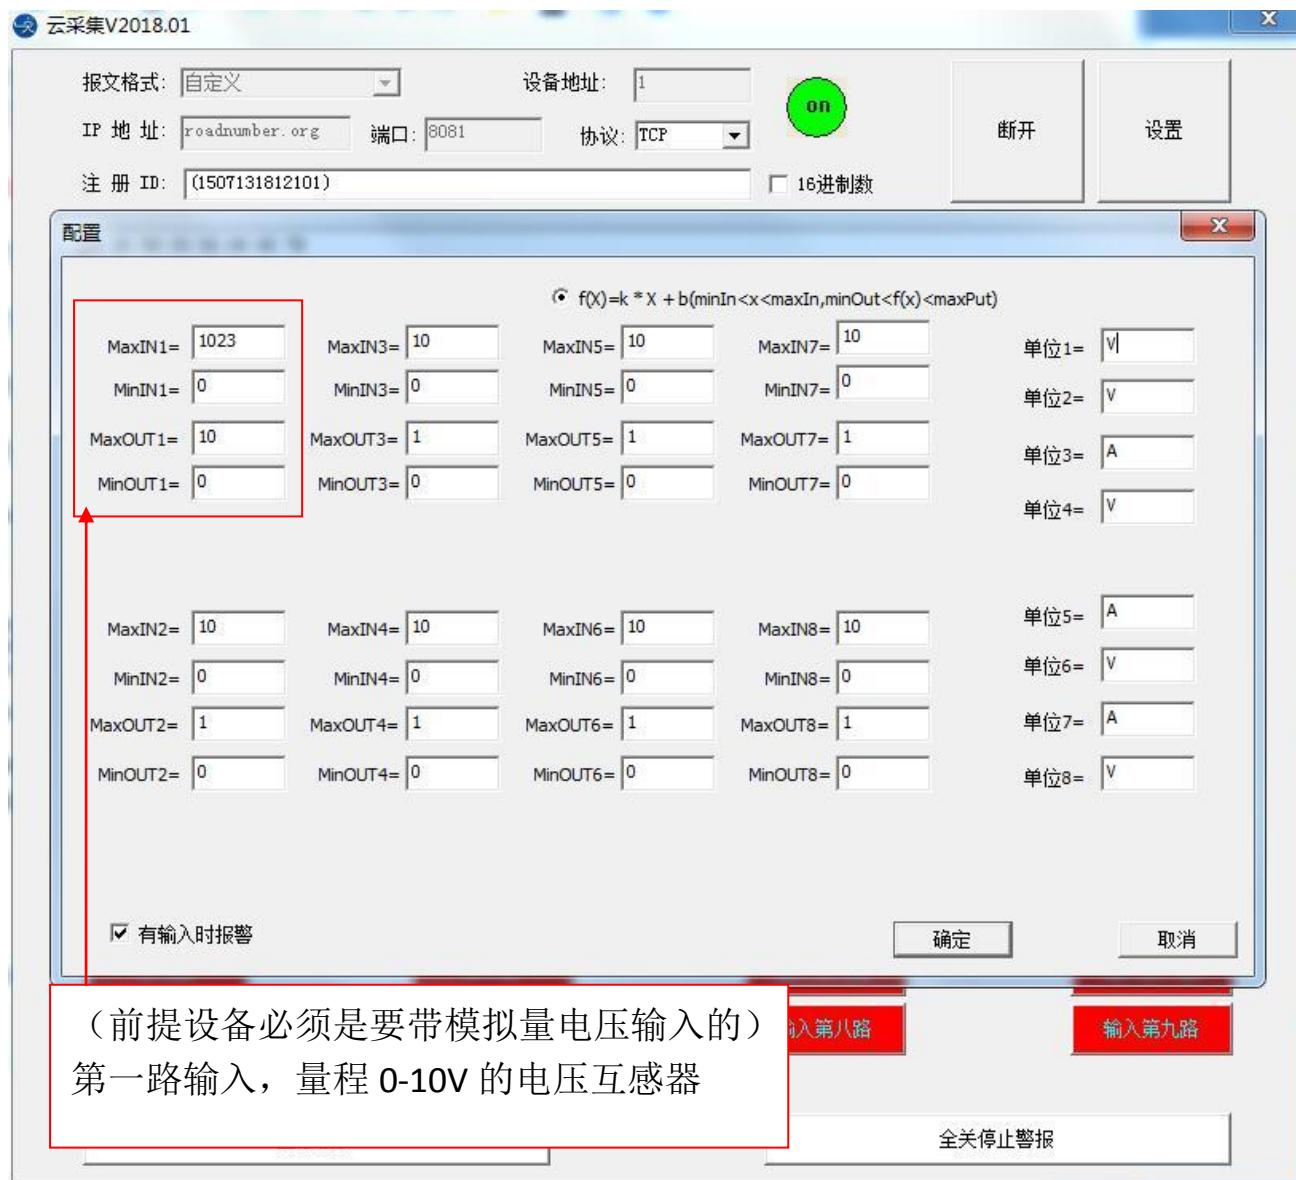 云采集V2018.01
X
报文格式: 自定义 设备地址: 1 on 断开 设置
IP 地 址: roadnumber.org 端口: 8081 协议: TCP
注 册 ID: (1507131812101) 16进制数
配置
f(X)=k * X + b(minIn<x<maxIn,minOut<f(x)<maxPut)
MaxIN1= 1023 MaxIN3= 10 MaxIN5= 10 MaxIN7= 10 单位1= V
MinIN1= 0 MinIN3= 0 MinIN5= 0 MinIN7= 0 单位2= V
MaxOUT1= 10 MaxOUT3= 1 MaxOUT5= 1 MaxOUT7= 1 单位3= A
MinOUT1= 0 MinOUT3= 0 MinOUT5= 0 MinOUT7= 0 单位4= V
MaxIN2= 10 MaxIN4= 10 MaxIN6= 10 MaxIN8= 10 单位5= A
MinIN2= 0 MinIN4= 0 MinIN6= 0 MinIN8= 0 单位6= V
MaxOUT2= 1 MaxOUT4= 1 MaxOUT6= 1 MaxOUT8= 1 单位7= A
MinOUT2= 0 MinOUT4= 0 MinOUT6= 0 MinOUT8= 0 单位8= V
有输入时报警 确定 取消
（前提设备必须是要带模拟量电压输入的）
第一路输入，量程 0-10V 的电压互感器
入第八路 输入第九路
全关停止警报